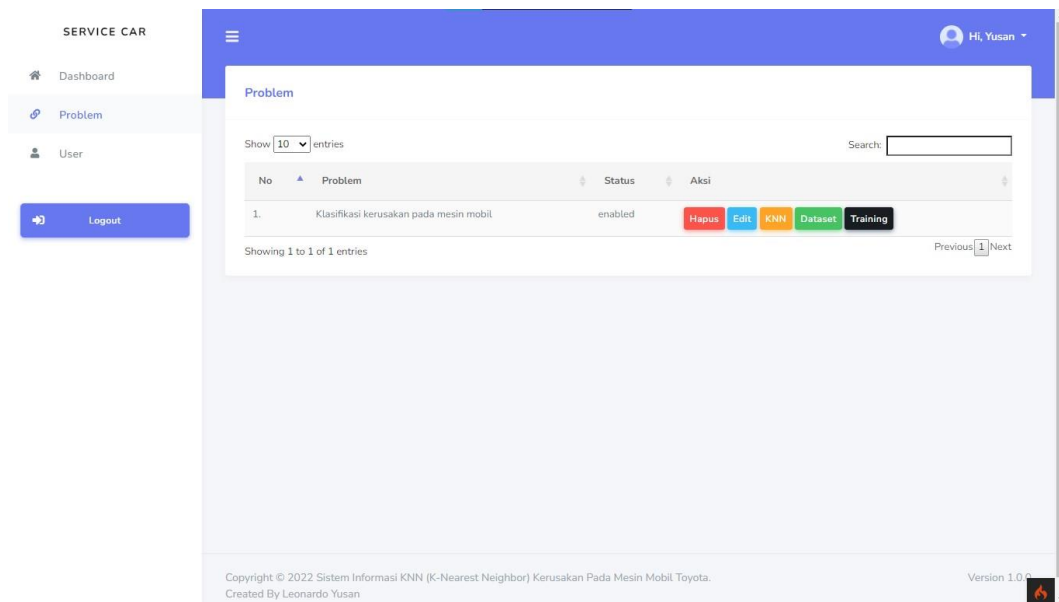 SERVICE CAR
Hi, Yusan
Dashboard
Problem
User
Logout
Problem
Show 10 entries
Search:
No Problem Status Aksi
1. Klasifikasi kerusakan pada mesin mobil enabled Hapus Edit KNN Dataset Training
Showing 1 to 1 of 1 entries
Previous 1 Next
Copyright © 2022 Sistem Informasi KNN (K-Nearest Neighbor) Kerusakan Pada Mesin Mobil Toyota.
Created By Leonardo Yusan
Version 1.0.0